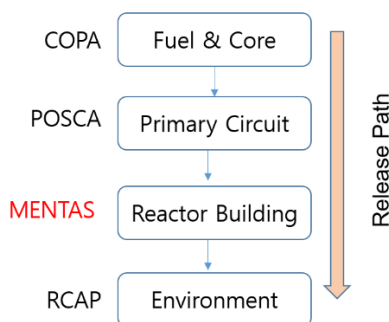 COPA Fuel & Core
POSCA Primary Circuit
MENTAS Reactor Building
RCAP Environment
Release Path